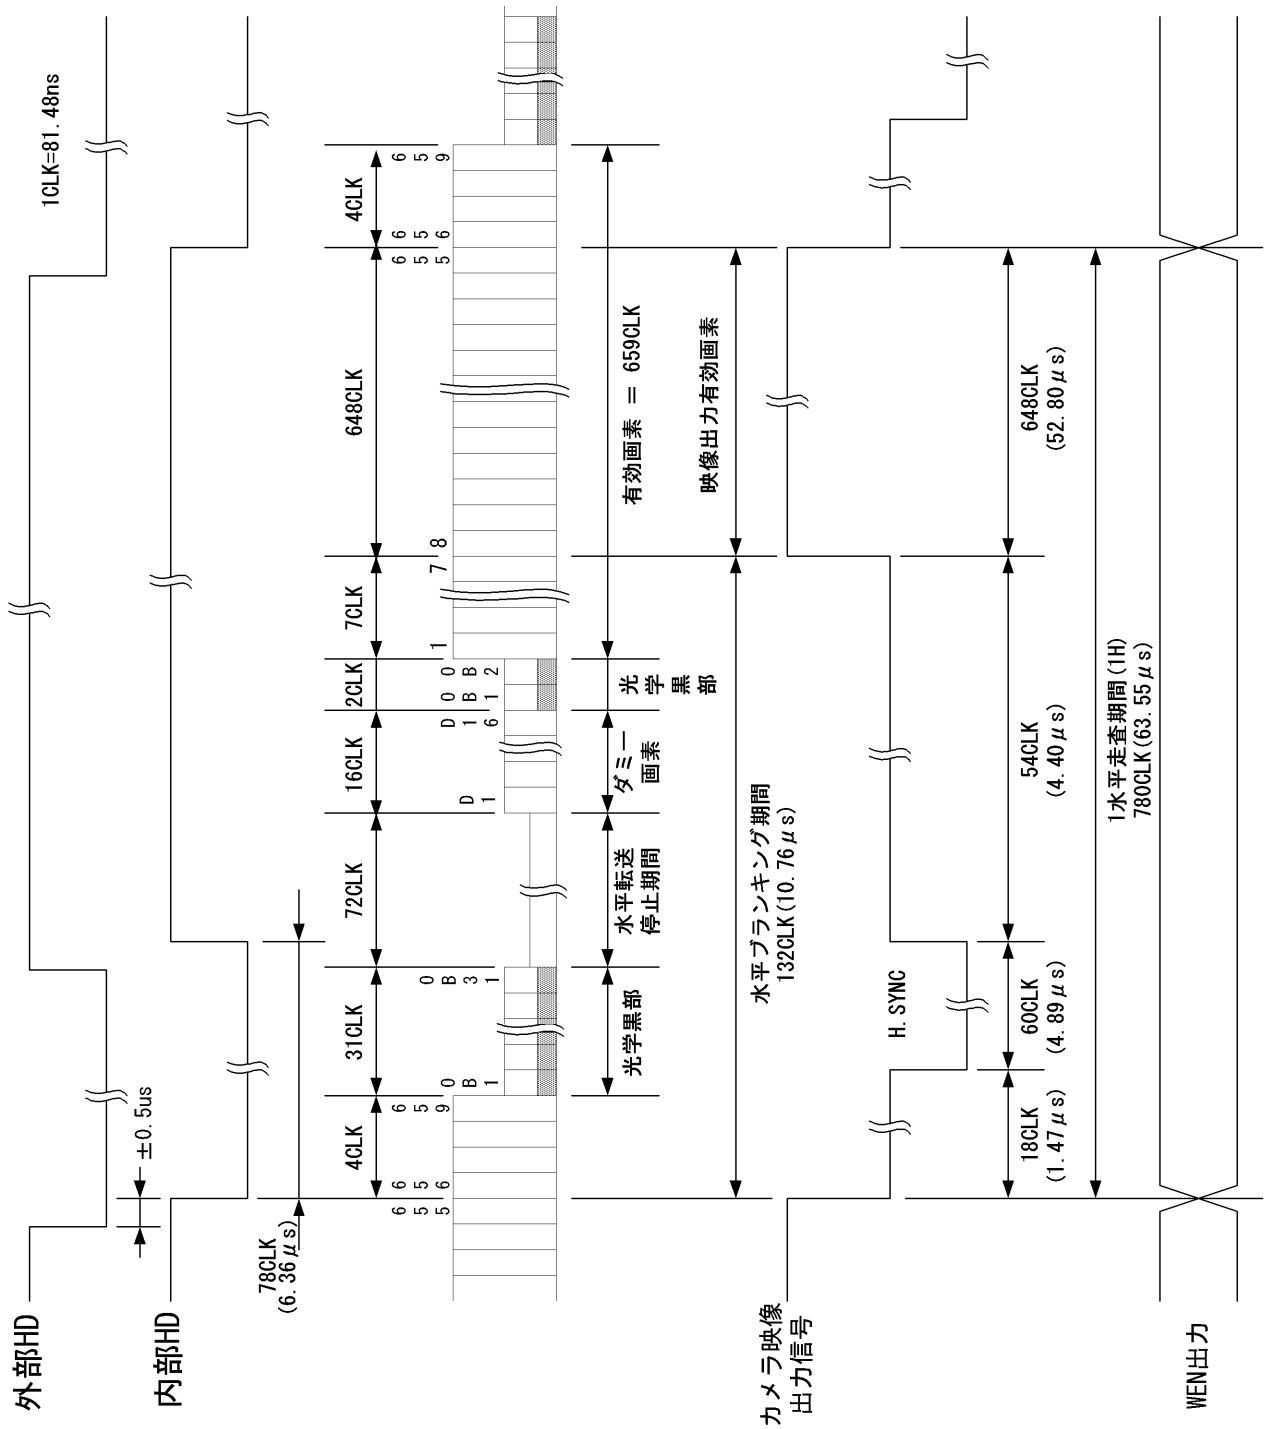 1CLK=81.48ns
外部HD
±0.5us
内部HD
78CLK
(6.36μs)
4CLK
31CLK
72CLK
16CLK
2CLK
7CLK
648CLK
4CLK
655
656
659
OB1
OB31
D1
D16
OB1
OB2
1
7
8
655
656
659
光学黒部
水平転送
停止期間
ダミー
画素
光学
黒部
有効画素 = 659CLK
映像出力有効画素
水平ブランキング期間
132CLK(10.76μs)
カメラ映像
出力信号
H.SYNC
18CLK
(1.47μs)
60CLK
(4.89μs)
54CLK
(4.40μs)
648CLK
(52.80μs)
1水平走査期間(1H)
780CLK(63.55μs)
WEN出力